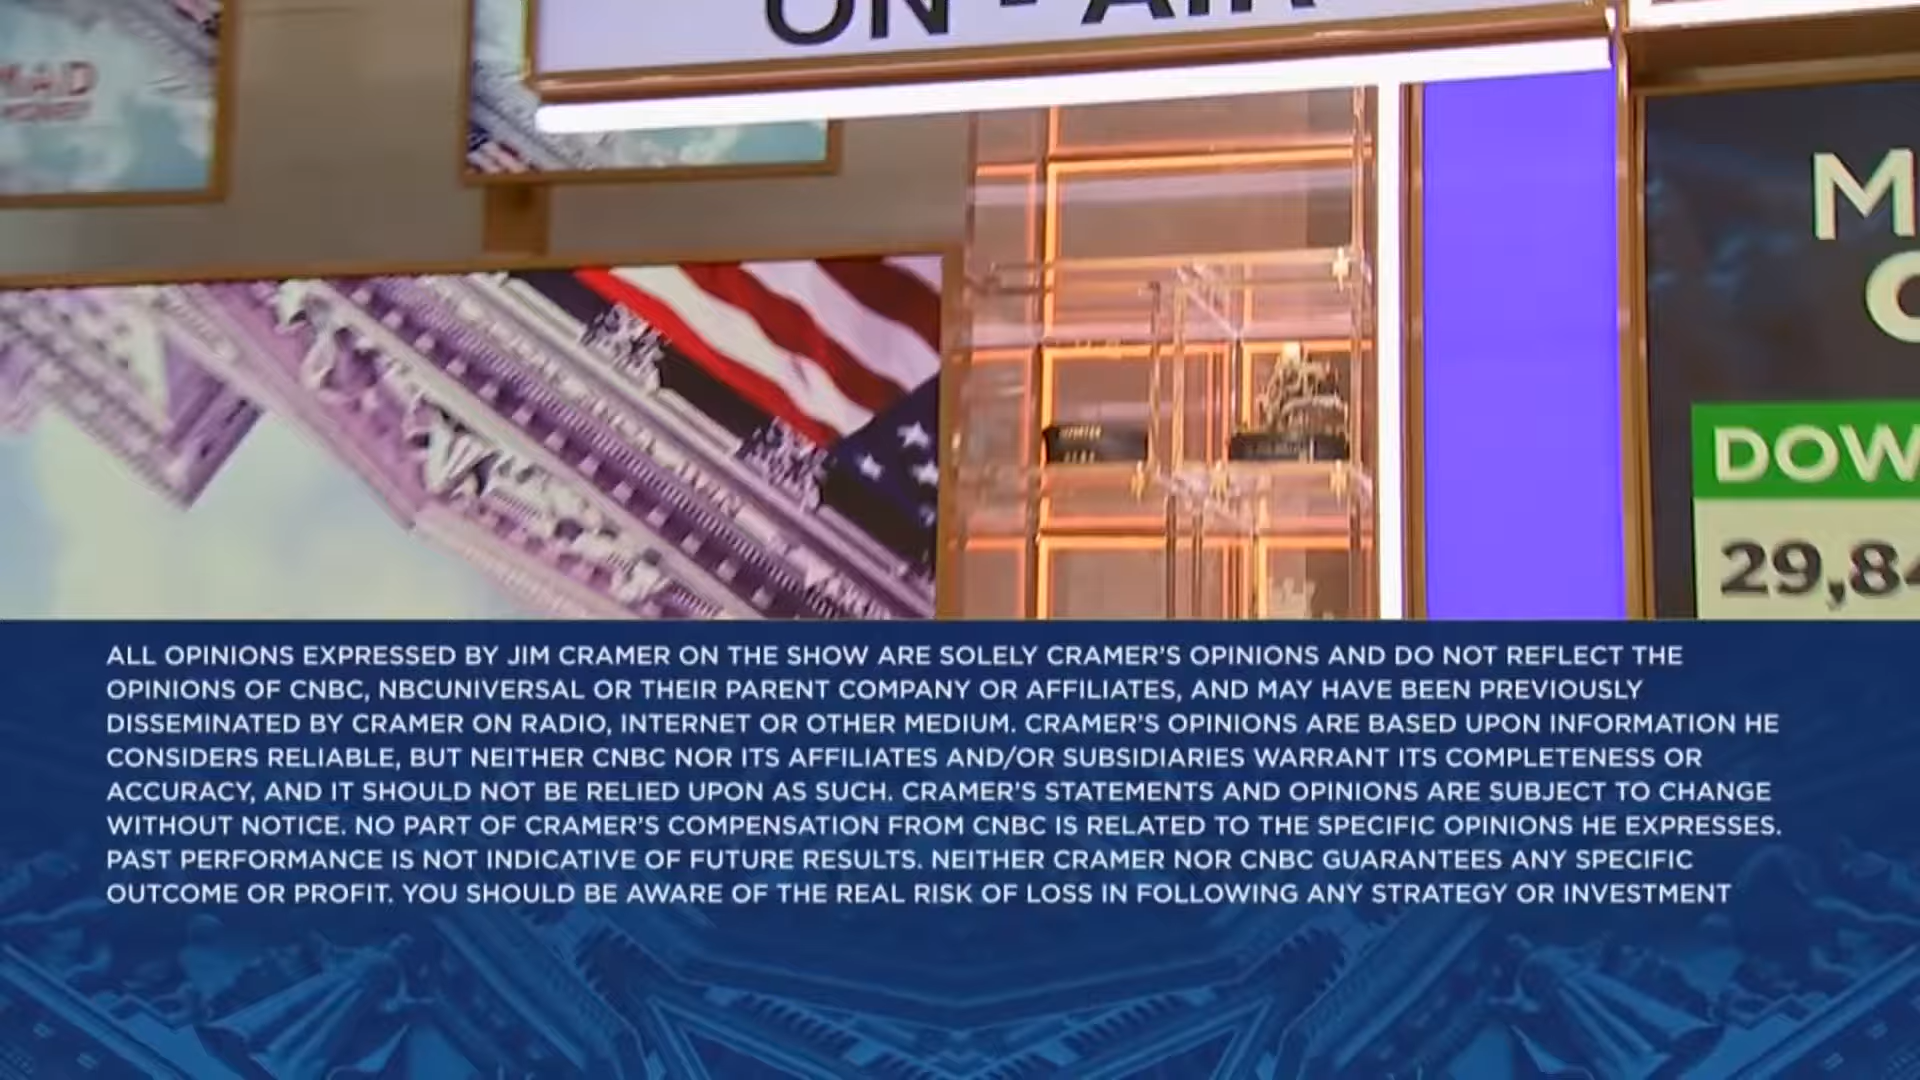 ON - AIR
MAD
MONEY
M
DOW
29,84
ALL OPINIONS EXPRESSED BY JIM CRAMER ON THE SHOW ARE SOLELY CRAMER'S OPINIONS AND DO NOT REFLECT THE
OPINIONS OF CNBC, NBCUNIVERSAL OR THEIR PARENT COMPANY OR AFFILIATES, AND MAY HAVE BEEN PREVIOUSLY
DISSEMINATED BY CRAMER ON RADIO, INTERNET OR OTHER MEDIUM. CRAMER'S OPINIONS ARE BASED UPON INFORMATION HE
CONSIDERS RELIABLE, BUT NEITHER CNBC NOR ITS AFFILIATES AND/OR SUBSIDIARIES WARRANT ITS COMPLETENESS OR
ACCURACY, AND IT SHOULD NOT BE RELIED UPON AS SUCH. CRAMER'S STATEMENTS AND OPINIONS ARE SUBJECT TO CHANGE
WITHOUT NOTICE. NO PART OF CRAMER'S COMPENSATION FROM CNBC IS RELATED TO THE SPECIFIC OPINIONS HE EXPRESSES.
PAST PERFORMANCE IS NOT INDICATIVE OF FUTURE RESULTS. NEITHER CRAMER NOR CNBC GUARANTEES ANY SPECIFIC
OUTCOME OR PROFIT. YOU SHOULD BE AWARE OF THE REAL RISK OF LOSS IN FOLLOWING ANY STRATEGY OR INVESTMENT